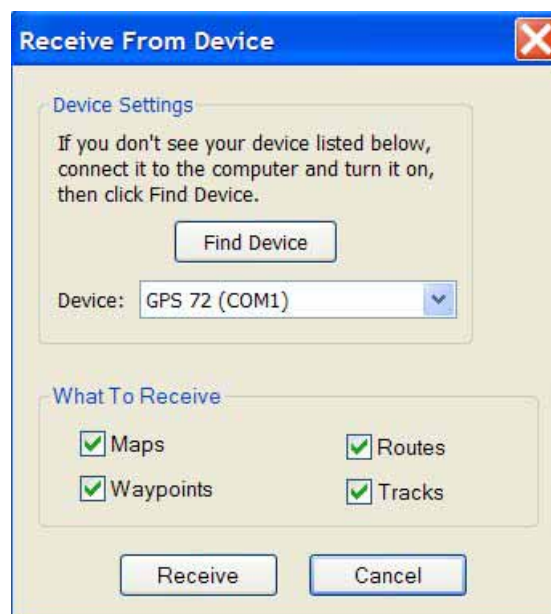 Receive From Device
Device Settings
If you don't see your device listed below,
connect it to the computer and turn it on,
then click Find Device.
Find Device
Device: GPS 72 (COM1)
What To Receive
Maps
Routes
Waypoints
Tracks
Receive
Cancel